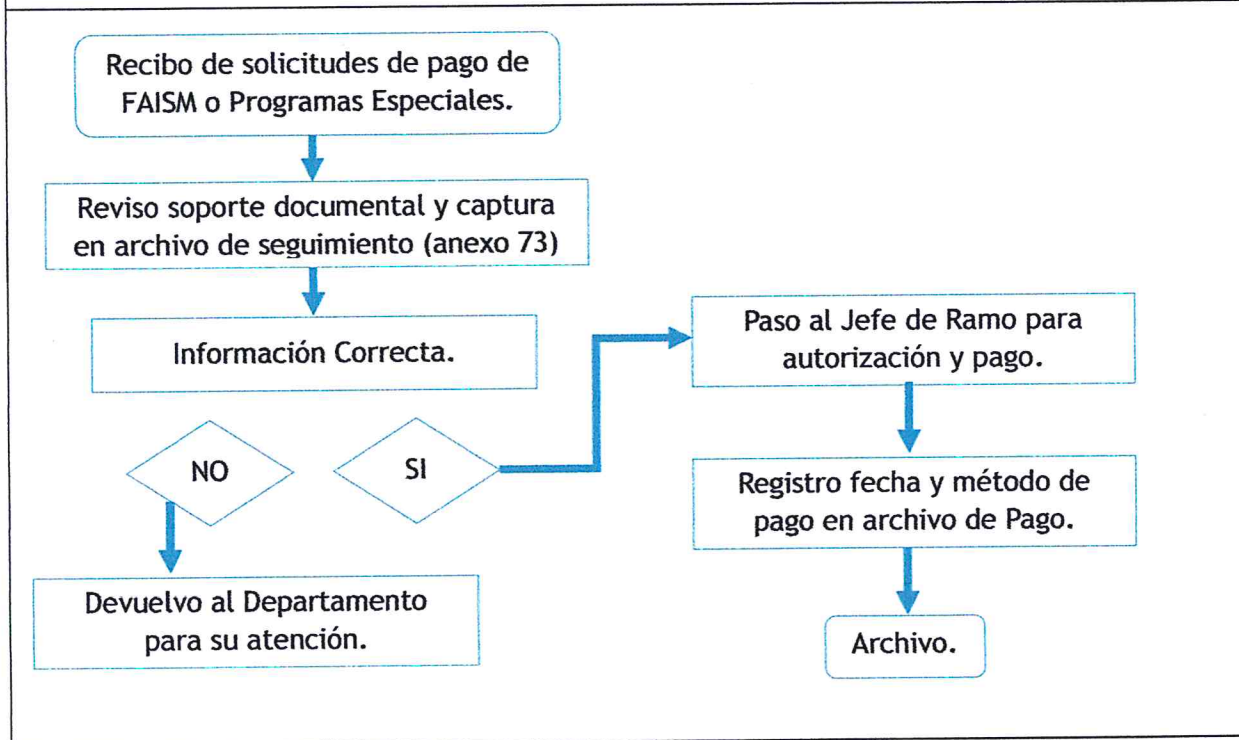 Recibo de solicitudes de pago de
FAISM o Programas Especiales.
Reviso soporte documental y captura
en archivo de seguimiento (anexo 73)
Información Correcta.
NO
SI
Devuelvo al Departamento
para su atención.
Paso al Jefe de Ramo para
autorización y pago.
Registro fecha y método de
pago en archivo de Pago.
Archivo.